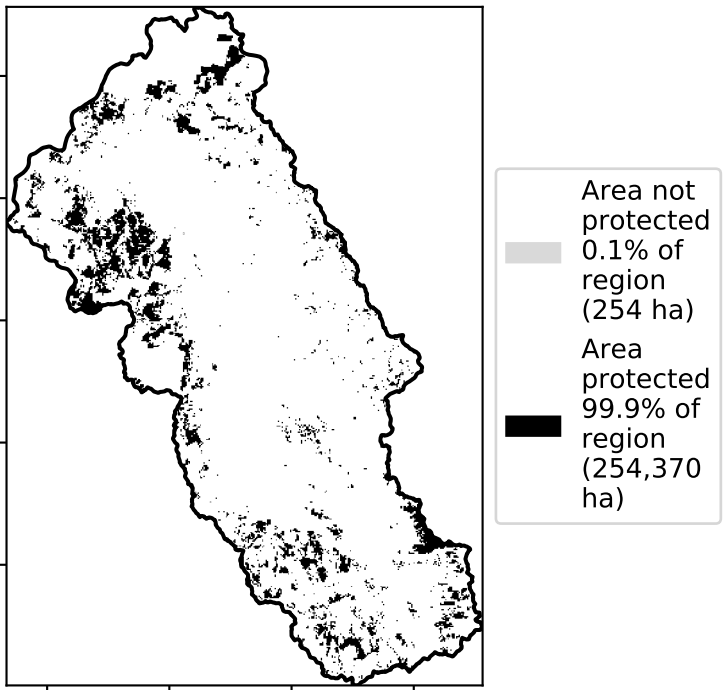 Area not
protected
0.1% of
region
(254 ha)
Area
protected
99.9% of
region
(254,370
ha)